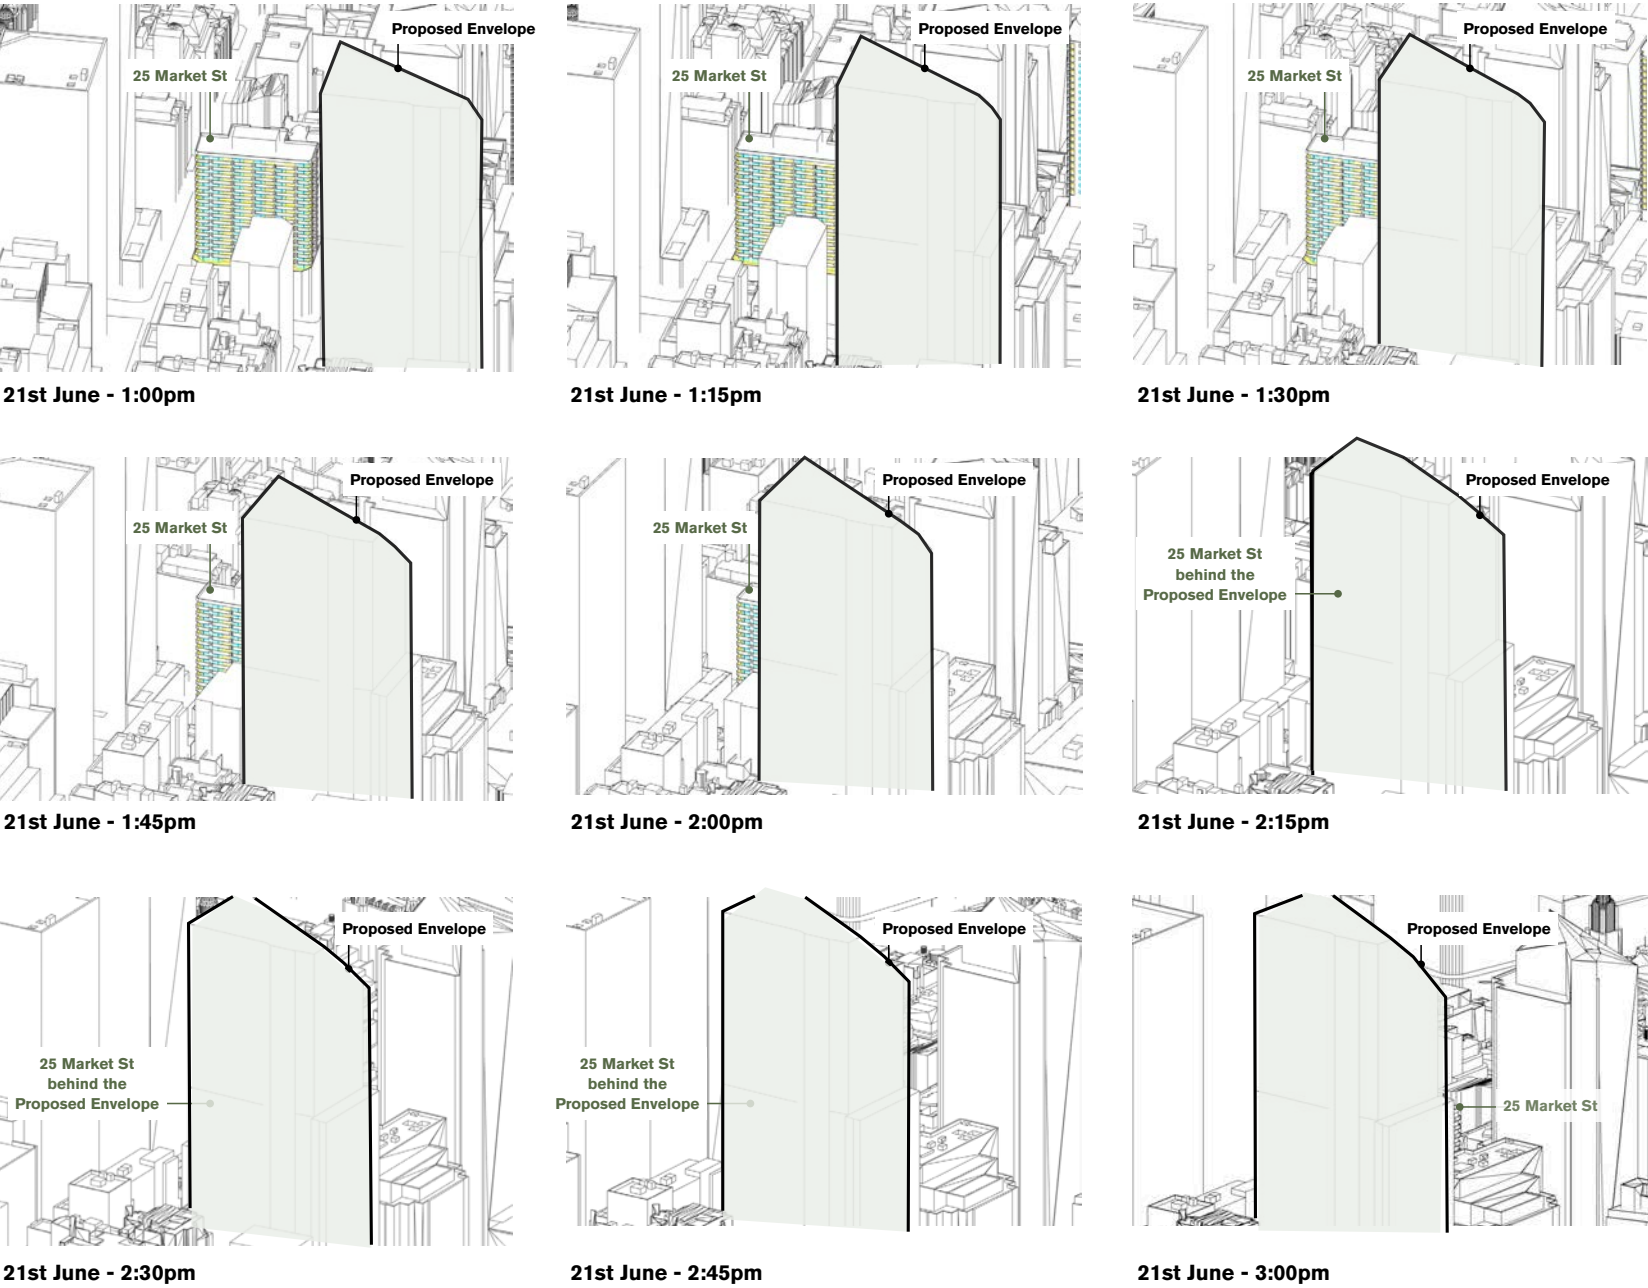 Proposed Envelope
25 Market St
21st June - 1:00pm
Proposed Envelope
25 Market St
21st June - 1:15pm
Proposed Envelope
25 Market St
21st June - 1:30pm
Proposed Envelope
25 Market St
21st June - 1:45pm
Proposed Envelope
25 Market St
21st June - 2:00pm
Proposed Envelope
25 Market St
behind the
Proposed Envelope
21st June - 2:15pm
Proposed Envelope
25 Market St
behind the
Proposed Envelope
21st June - 2:30pm
Proposed Envelope
25 Market St
behind the
Proposed Envelope
21st June - 2:45pm
Proposed Envelope
25 Market St
21st June - 3:00pm